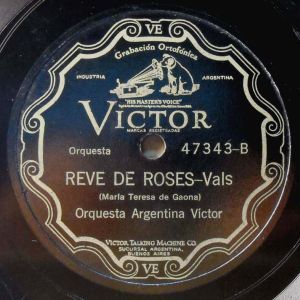 VE
Grabación Ortofónica
INDUSTRIA ARGENTINA
"HIS MASTER'S VOICE"
VICTOR
MARCAS REGISTRADAS
Orquesta 47343-B
REVE DE ROSES-Vals
(María Teresa de Gaona)
Orquesta Argentina Victor
VICTOR TALKING MACHINE CO
SUCURSAL ARGENTINA,
BUENOS AIRES
VE